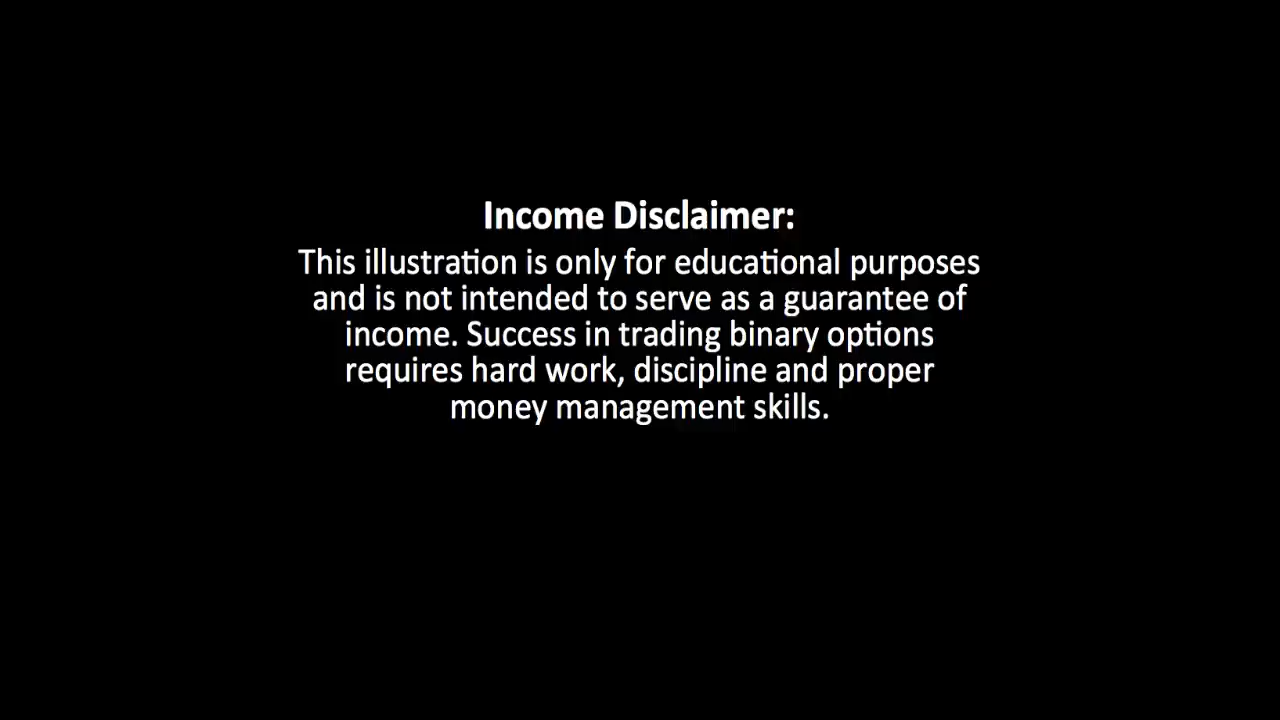 Income Disclaimer:
This illustration is only for educational purposes
and is not intended to serve as a guarantee of
income. Success in trading binary options
requires hard work, discipline and proper
money management skills.